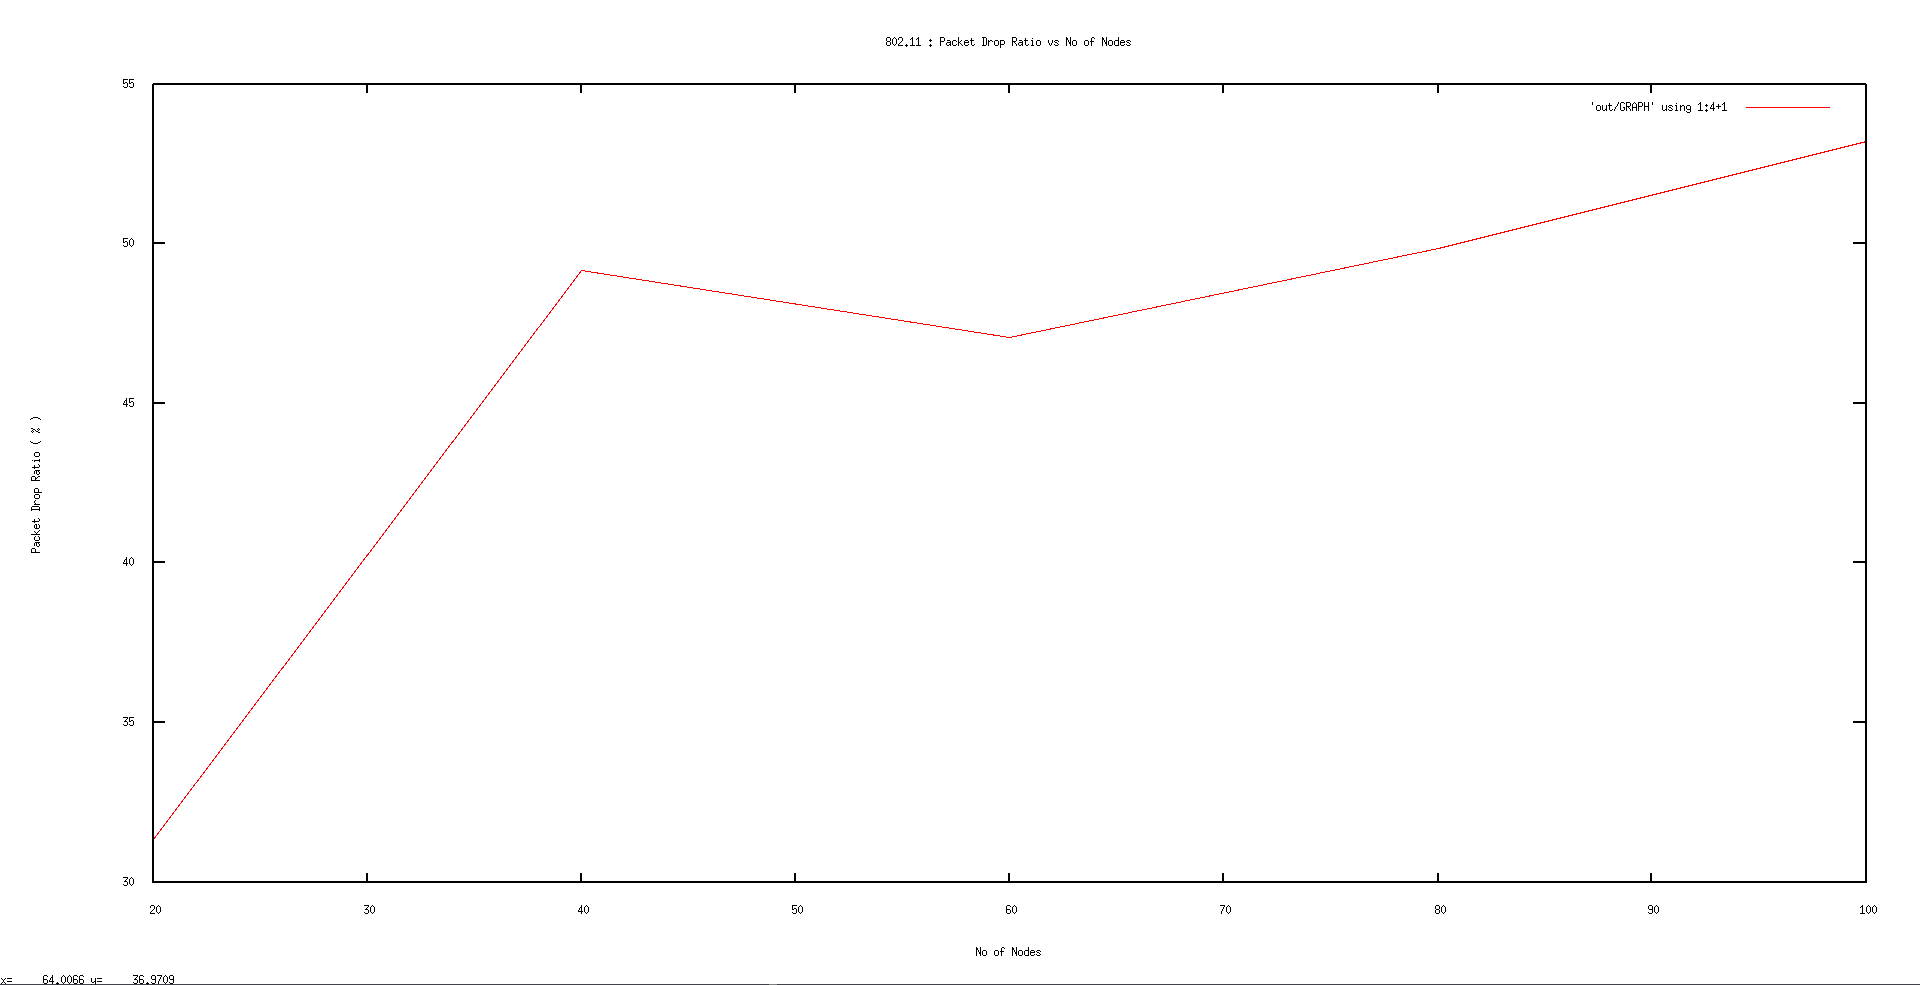 802.11 : Packet Drop Ratio vs No of Nodes
55
'out/GRAPH' using 1:4+1
50
45
Packet Drop Ratio ( % )
40
35
30
20 30 40 50 60 70 80 90 100
No of Nodes
x= 64.0066 y= 36.9709